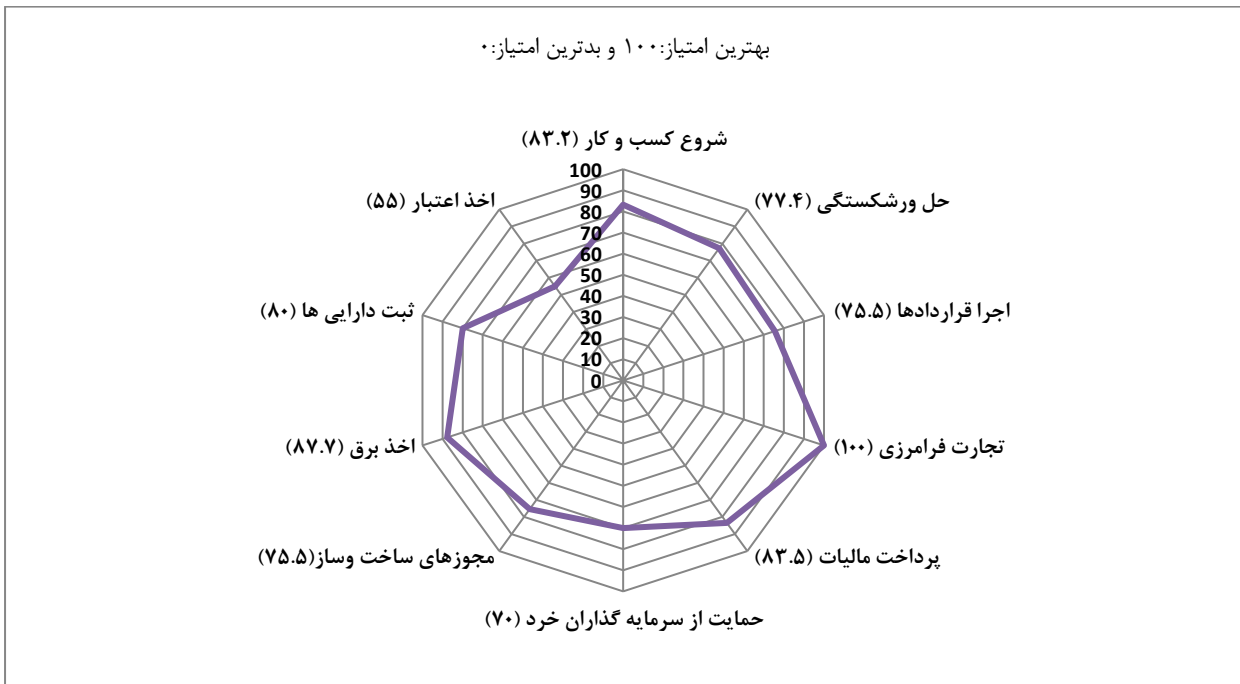 بهترین امتیاز:۱۰۰ و بدترین امتیاز:۰
شروع کسب و کار (۸۳.۲)
حل ورشکستگی (۷۷.۴)
اجرا قراردادها (۷۵.۵)
تجارت فرامرزی (۱۰۰)
پرداخت مالیات (۸۳.۵)
حمایت از سرمایه گذاران خرد (۷۰)
مجوزهای ساخت وساز(۷۵.۵)
اخذ برق (۸۷.۷)
ثبت دارایی ها (۸۰)
اخذ اعتبار (۵۵)
100
90
80
70
60
50
40
30
20
10
0